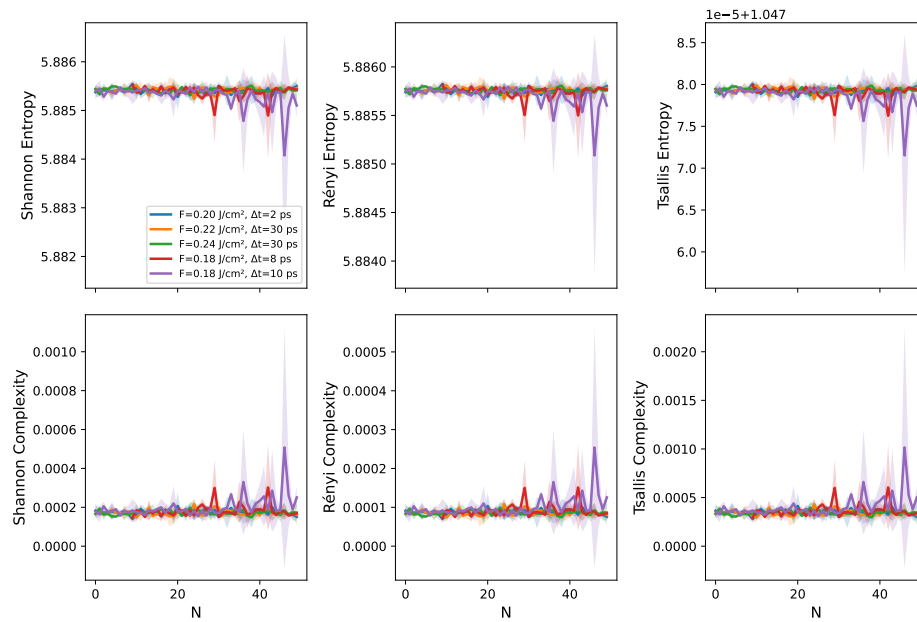 1e−5+1.047
Shannon Entropy
5.886
5.885
5.884
5.883
5.882
F=0.20 J/cm², Δt=2 ps
F=0.22 J/cm², Δt=30 ps
F=0.24 J/cm², Δt=30 ps
F=0.18 J/cm², Δt=8 ps
F=0.18 J/cm², Δt=10 ps
Rényi Entropy
5.8860
5.8855
5.8850
5.8845
5.8840
Tsallis Entropy
8.5
8.0
7.5
7.0
6.5
6.0
Shannon Complexity
0.0010
0.0008
0.0006
0.0004
0.0002
0.0000
0
20
40
N
Rényi Complexity
0.0005
0.0004
0.0003
0.0002
0.0001
0.0000
0
20
40
N
Tsallis Complexity
0.0020
0.0015
0.0010
0.0005
0.0000
0
20
40
N